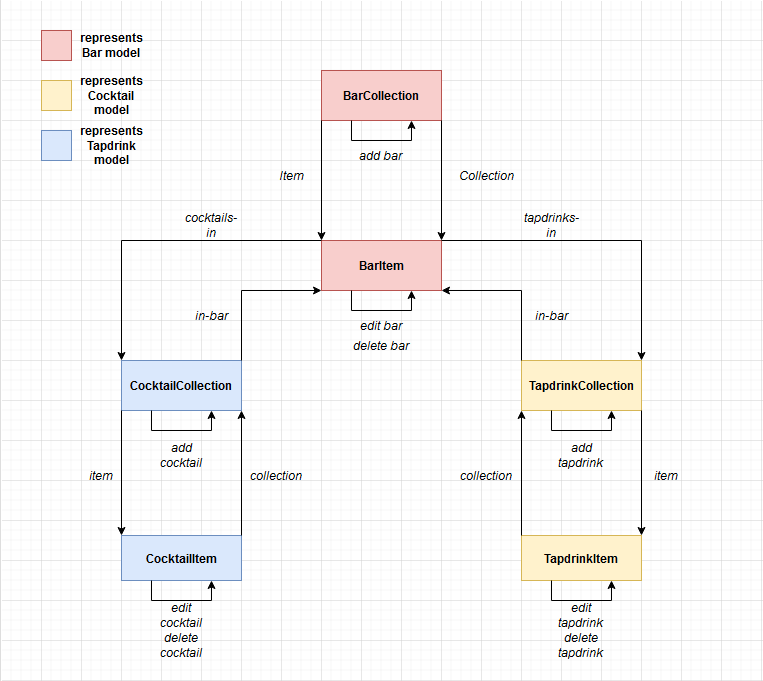 represents
Bar model
represents
Cocktail
model
represents
Tapdrink
model
BarCollection
add bar
Item
Collection
cocktails-
in
tapdrinks-
in
BarItem
in-bar
edit bar
delete bar
in-bar
CocktailCollection
TapdrinkCollection
add
cocktail
add
tapdrink
item
collection
collection
item
CocktailItem
TapdrinkItem
edit
cocktail
delete
cocktail
edit
tapdrink
delete
tapdrink